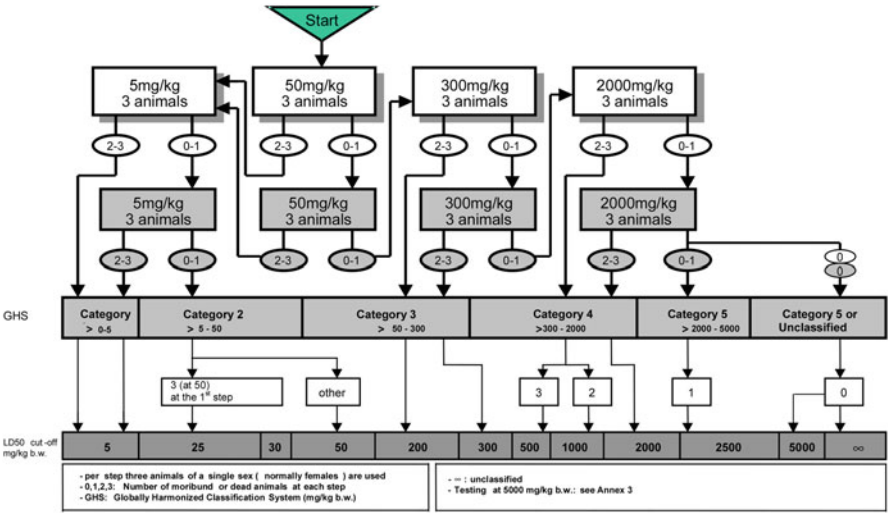 Start
5mg/kg
3 animals
50mg/kg
3 animals
300mg/kg
3 animals
2000mg/kg
3 animals
2-3
0-1
2-3
0-1
2-3
0-1
2-3
0-1
5mg/kg
3 animals
50mg/kg
3 animals
300mg/kg
3 animals
2000mg/kg
3 animals
2-3
0-1
2-3
0-1
2-3
0-1
2-3
0-1
0
0
GHS
Category
> 0-5
Category 2
> 5 - 50
Category 3
> 50 - 300
Category 4
>300 - 2000
Category 5
> 2000 - 5000
Category 5 or
Unclassified
3 (at 50)
at the 1st step
other
3
2
1
0
LD50 cut-off
mg/kg b.w.
5
25
30
50
200
300
500
1000
2000
2500
5000
∞
- per step three animals of a single sex ( normally females ) are used
- 0,1,2,3: Number of moribund or dead animals at each step
- GHS: Globally Harmonized Classification System (mg/kg b.w.)
- ∞ : unclassified
- Testing at 5000 mg/kg b.w.: see Annex 3